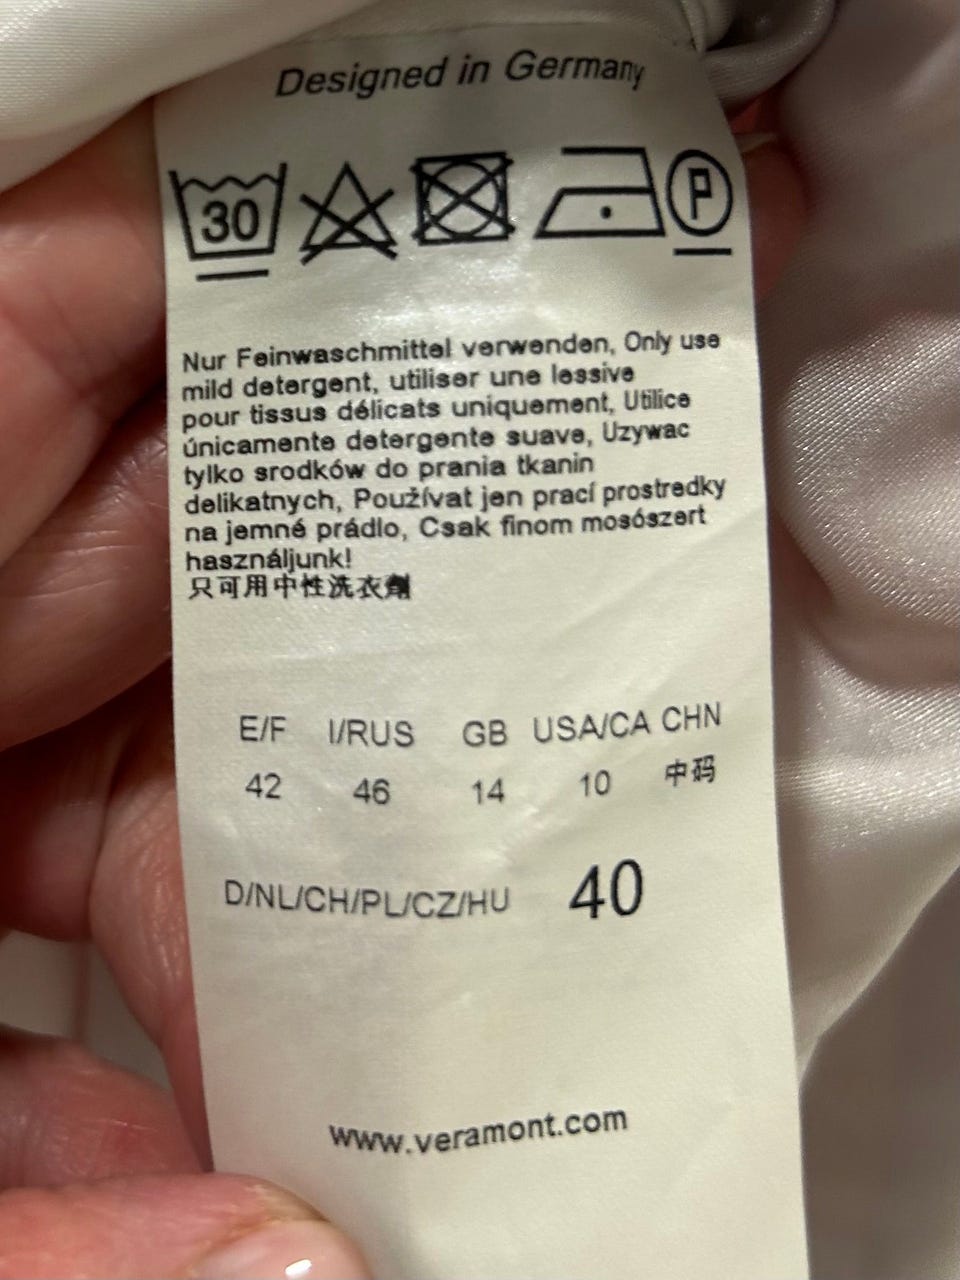 Designed in Germany
30 P
Nur Feinwaschmittel verwenden, Only use
mild detergent, utiliser une lessive
pour tissus délicats uniquement, Utilice
únicamente detergente suave, Uzywac
tylko srodków do prania tkanin
delikatnych, Používat jen prací prostredky
na jemné prádlo, Csak finom mosószert
használjunk!
只可用中性洗衣劑
E/F I/RUS GB USA/CA CHN
42 46 14 10 中码
D/NL/CH/PL/CZ/HU 40
www.veramont.com